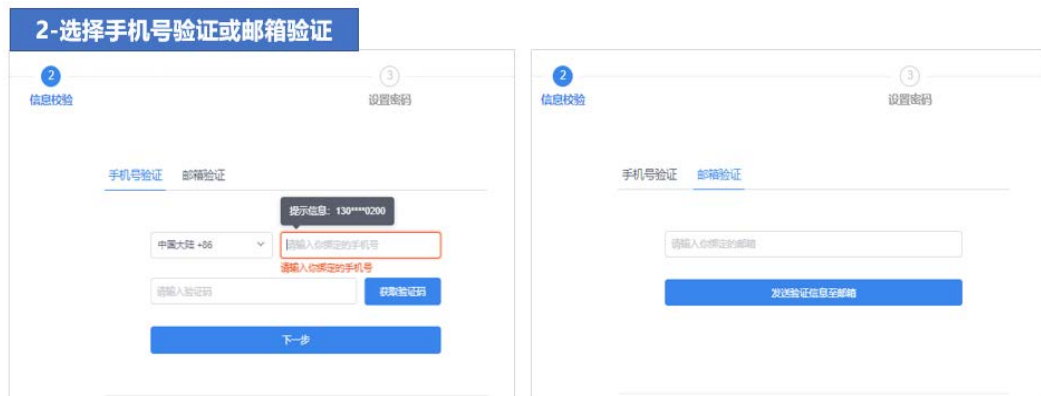 2-选择手机号验证或邮箱验证
2
3
信息校验
设置密码
手机号验证 邮箱验证
提示信息：130****0200
中国大陆 +86
请输入你绑定的手机号
请输入你绑定的手机号
请输入验证码
获取验证码
下一步
2
3
信息校验
设置密码
手机号验证 邮箱验证
请输入你绑定的邮箱
发送验证信息至邮箱